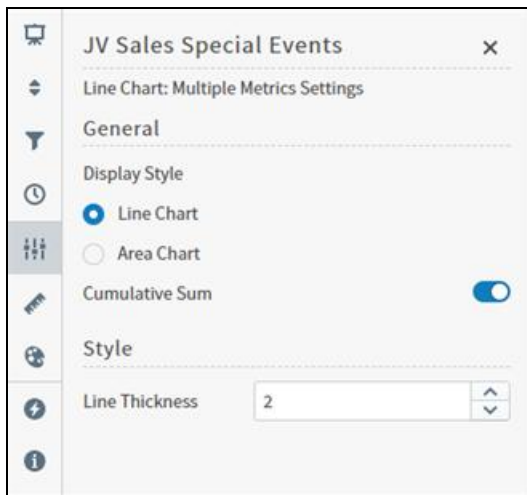 JV Sales Special Events
Line Chart: Multiple Metrics Settings
General
Display Style
Line Chart
Area Chart
Cumulative Sum
Style
Line Thickness 2